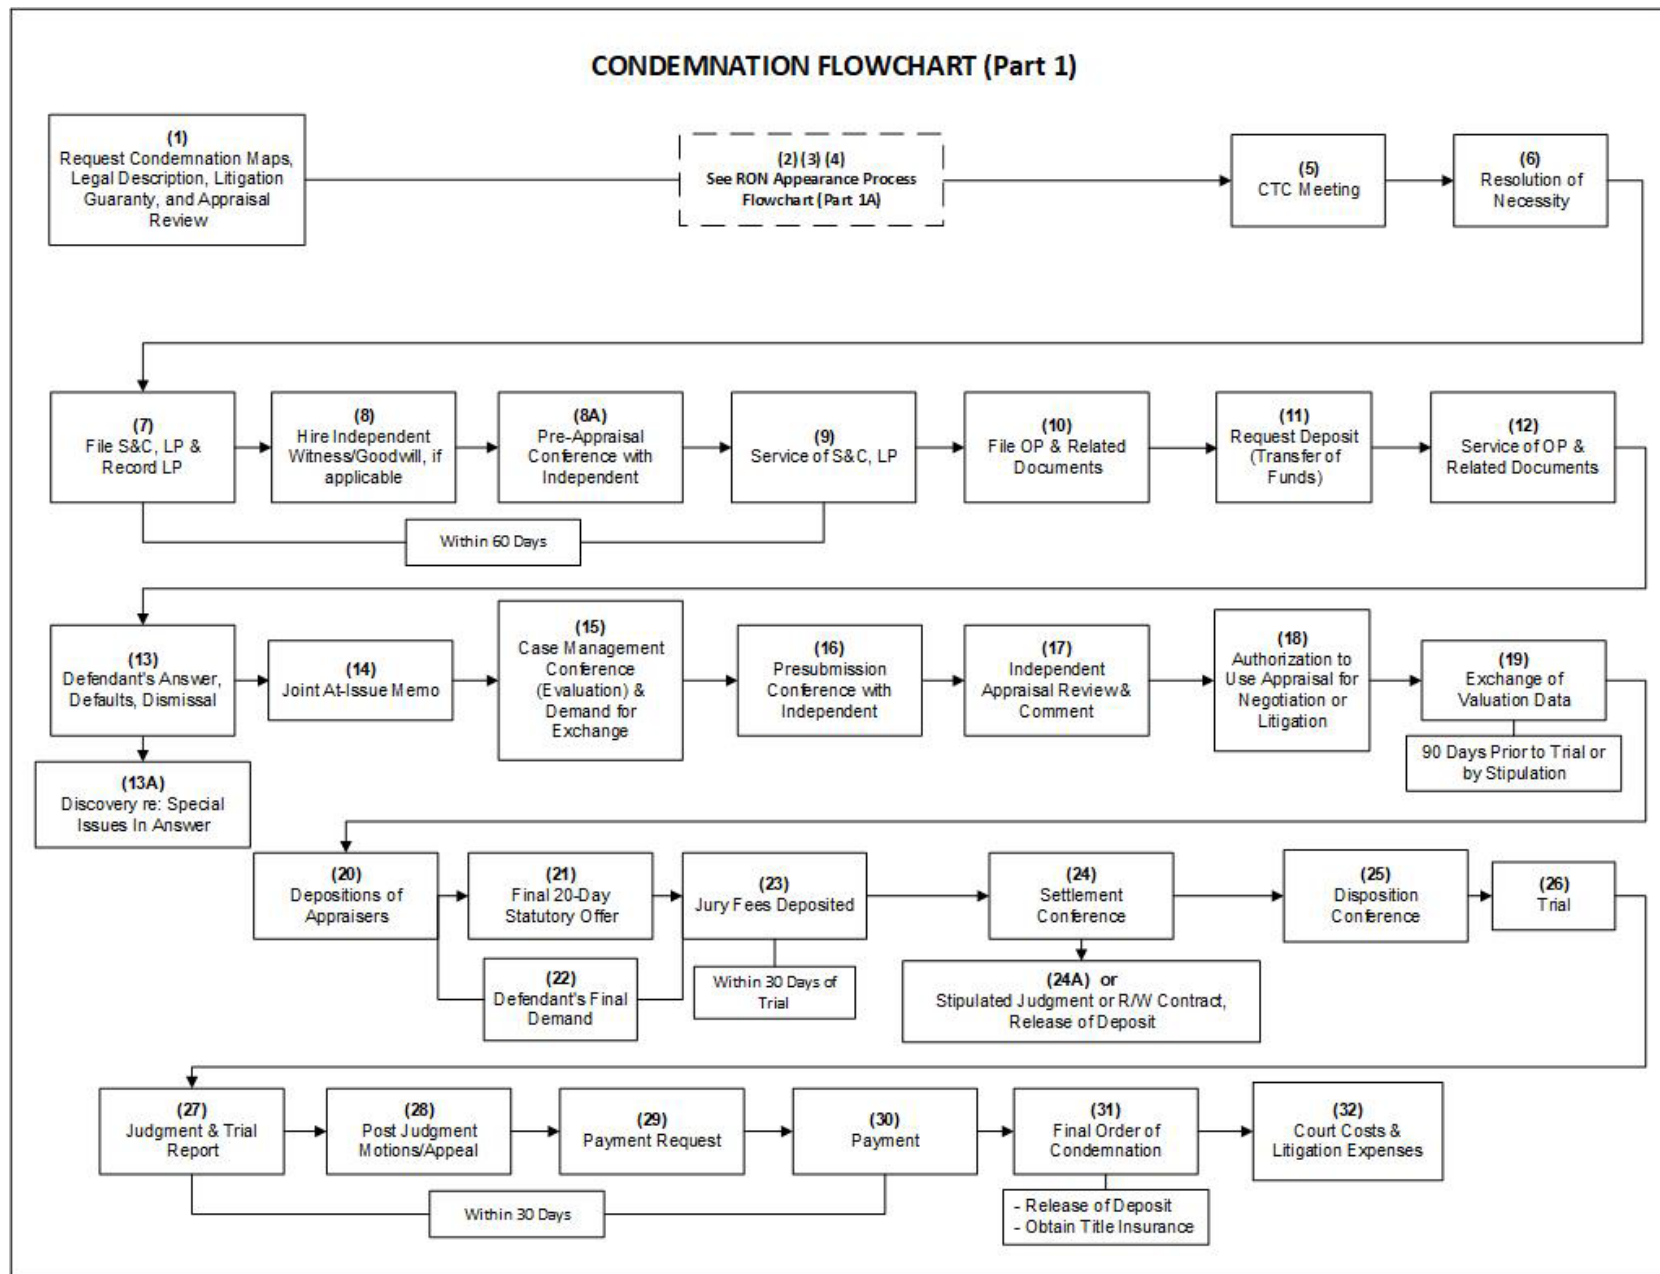 CONDEMNATION FLOWCHART (Part 1)
(1)
Request Condemnation Maps,
Legal Description, Litigation
Guaranty, and Appraisal
Review
(2) (3) (4)
See RON Appearance Process
Flowchart (Part 1A)
(5)
CTC Meeting
(6)
Resolution of
Necessity
(7)
File S&C, LP &
Record LP
(8)
Hire Independent
Witness/Goodwill, if
applicable
(8A)
Pre-Appraisal
Conference with
Independent
(9)
Service of S&C, LP
(10)
File OP & Related
Documents
(11)
Request Deposit
(Transfer of
Funds)
(12)
Service of OP &
Related Documents
Within 60 Days
(13)
Defendant's Answer,
Defaults, Dismissal
(14)
Joint At-Issue Memo
(15)
Case Management
Conference
(Evaluation) &
Demand for
Exchange
(16)
Presubmission
Conference with
Independent
(17)
Independent
Appraisal Review &
Comment
(18)
Authorization to
Use Appraisal for
Negotiation or
Litigation
(19)
Exchange of
Valuation Data
90 Days Prior to Trial or
by Stipulation
(13A)
Discovery re: Special
Issues In Answer
(20)
Depositions of
Appraisers
(21)
Final 20-Day
Statutory Offer
(22)
Defendant's Final
Demand
(23)
Jury Fees Deposited
Within 30 Days of
Trial
(24)
Settlement
Conference
(24A) or
Stipulated Judgment or R/W Contract,
Release of Deposit
(25)
Disposition
Conference
(26)
Trial
(27)
Judgment & Trial
Report
(28)
Post Judgment
Motions/Appeal
(29)
Payment Request
(30)
Payment
(31)
Final Order of
Condemnation
(32)
Court Costs &
Litigation Expenses
Within 30 Days
- Release of Deposit
- Obtain Title Insurance